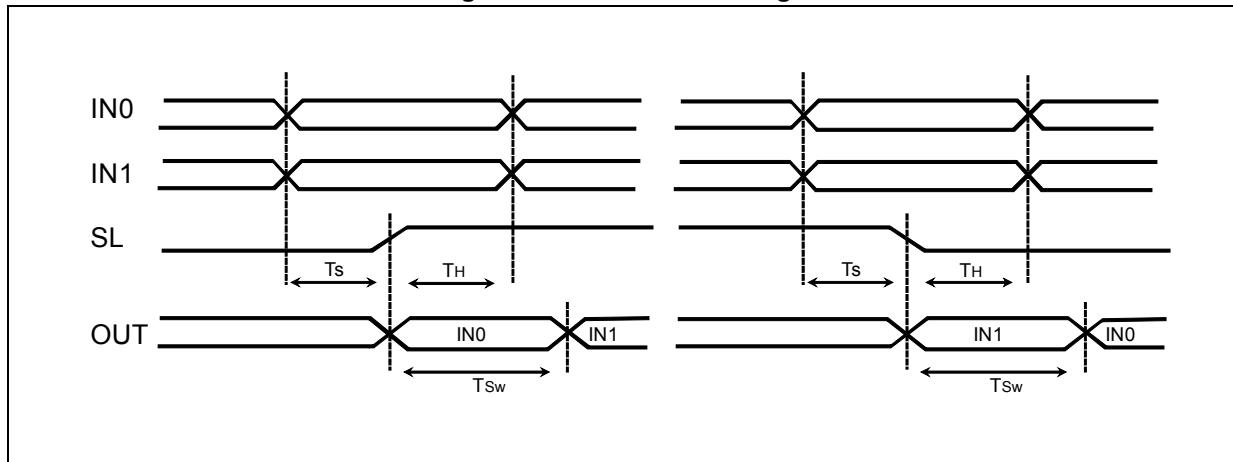 IN0
IN1
SL
Ts TH Ts TH
OUT IN0 IN1 IN1 IN0
TSw TSw